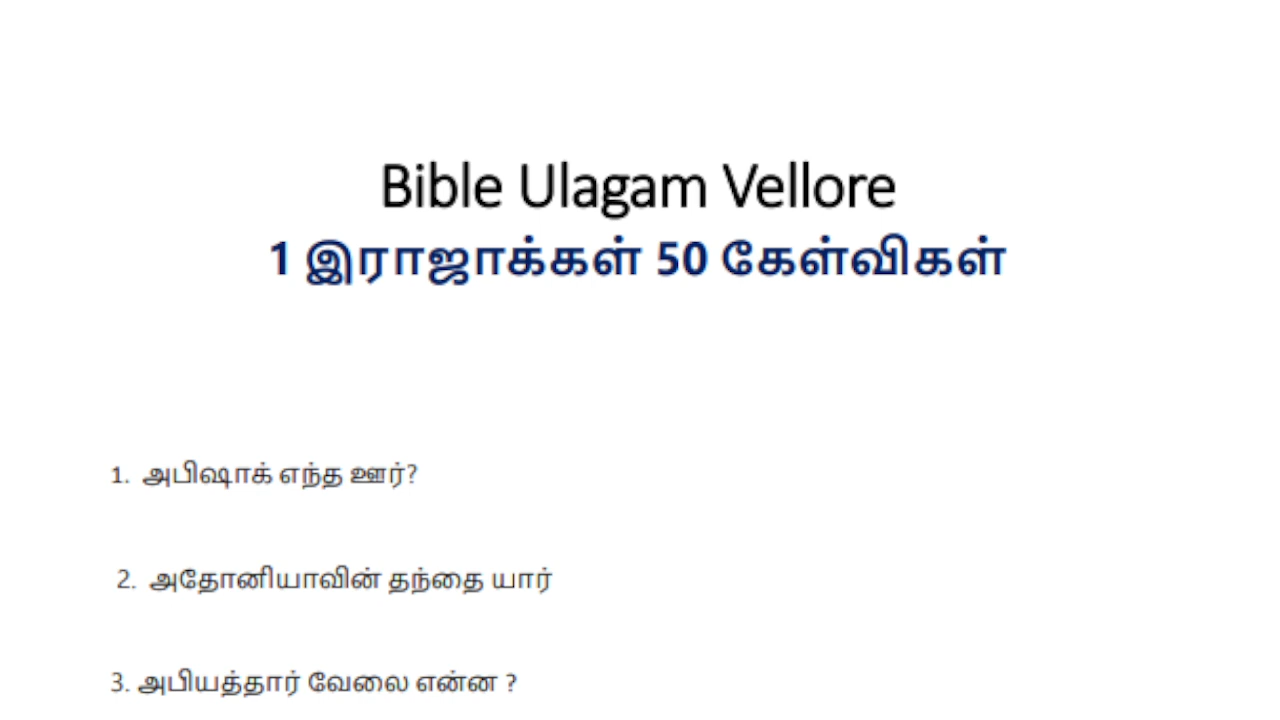 Bible Ulagam Vellore
1 இராஜாக்கள் 50 கேள்விகள்
1. அபிஷாக் எந்த ஊர்?
2. அதோனியாவின் தந்தை யார்
3. அபியத்தார் வேலை என்ன ?